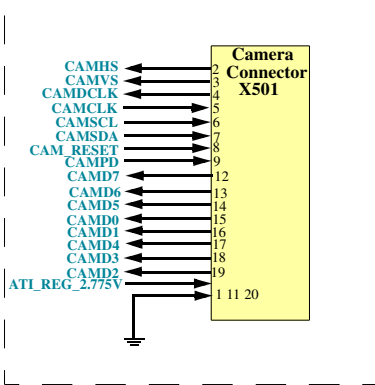 Camera
Connector
X501
CAMHS 2
CAMVS 3
CAMDCLK 4
CAMCLK 5
CAMSCL 6
CAMSDA 7
CAM_RESET 8
CAMPD 9
CAMD7 12
CAMD6 13
CAMD5 14
CAMD0 15
CAMD1 16
CAMD4 17
CAMD3 18
CAMD2 19
ATI_REG_2.775V
1 11 20